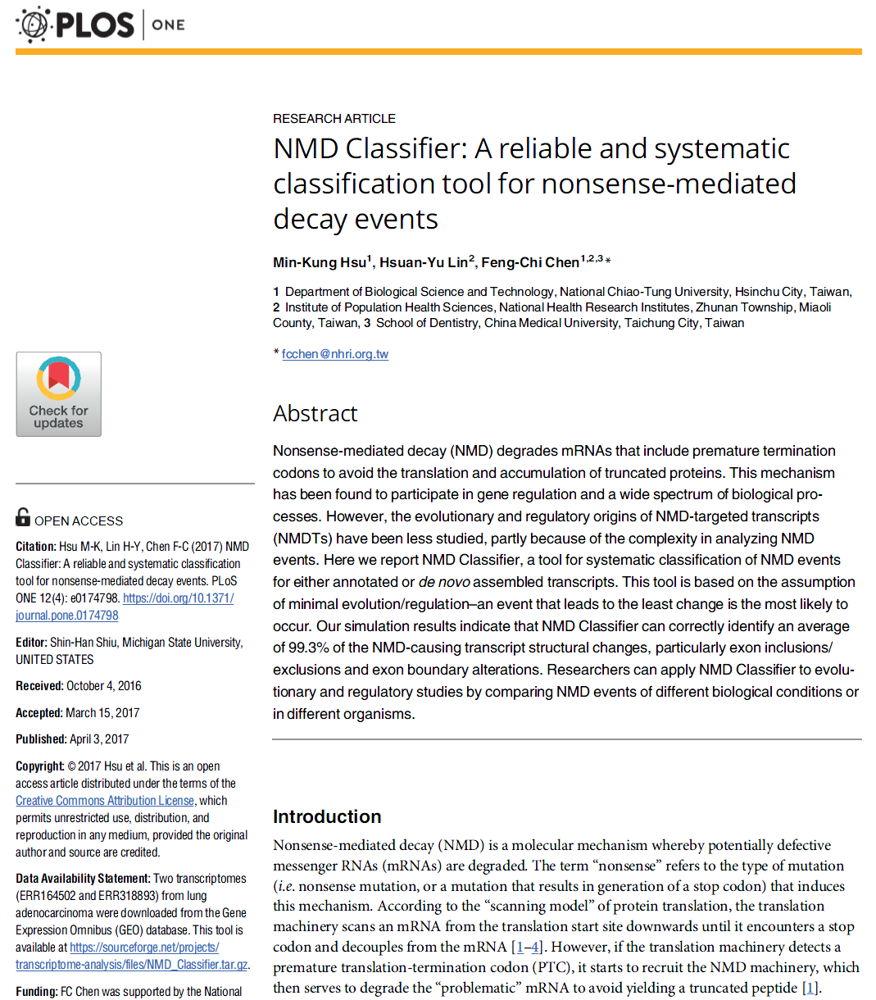 PLOS ONE
RESEARCH ARTICLE
NMD Classifier: A reliable and systematic
classification tool for nonsense-mediated
decay events
Min-Kung Hsu1, Hsuan-Yu Lin2, Feng-Chi Chen1,2,3*
1 Department of Biological Science and Technology, National Chiao-Tung University, Hsinchu City, Taiwan,
2 Institute of Population Health Sciences, National Health Research Institutes, Zhunan Township, Miaoli
County, Taiwan, 3 School of Dentistry, China Medical University, Taichung City, Taiwan
* fcchen@nhri.org.tw
Check for
updates
Abstract
Nonsense-mediated decay (NMD) degrades mRNAs that include premature termination
codons to avoid the translation and accumulation of truncated proteins. This mechanism
has been found to participate in gene regulation and a wide spectrum of biological pro-
cesses. However, the evolutionary and regulatory origins of NMD-targeted transcripts
(NMDTs) have been less studied, partly because of the complexity in analyzing NMD
events. Here we report NMD Classifier, a tool for systematic classification of NMD events
for either annotated or de novo assembled transcripts. This tool is based on the assumption
of minimal evolution/regulation—an event that leads to the least change is the most likely to
occur. Our simulation results indicate that NMD Classifier can correctly identify an average
of 99.3% of the NMD-causing transcript structural changes, particularly exon inclusions/
exclusions and exon boundary alterations. Researchers can apply NMD Classifier to evolu-
tionary and regulatory studies by comparing NMD events of different biological conditions or
in different organisms.
OPEN ACCESS
Citation: Hsu M-K, Lin H-Y, Chen F-C (2017) NMD
Classifier: A reliable and systematic classification
tool for nonsense-mediated decay events. PLoS
ONE 12(4): e0174798. https://doi.org/10.1371/
journal.pone.0174798
Editor: Shin-Han Shiu, Michigan State University,
UNITED STATES
Received: October 4, 2016
Accepted: March 15, 2017
Published: April 3, 2017
Copyright: © 2017 Hsu et al. This is an open
access article distributed under the terms of the
Creative Commons Attribution License, which
permits unrestricted use, distribution, and
reproduction in any medium, provided the original
author and source are credited.
Data Availability Statement: Two transcriptomes
(ERR164502 and ERR318893) from lung
adenocarcinoma were downloaded from the Gene
Expression Omnibus (GEO) database. This tool is
available at https://sourceforge.net/projects/
transcriptome-analysis/files/NMD_Classifier.tar.gz.
Funding: FC Chen was supported by the National
Introduction
Nonsense-mediated decay (NMD) is a molecular mechanism whereby potentially defective
messenger RNAs (mRNAs) are degraded. The term “nonsense” refers to the type of mutation
(i.e. nonsense mutation, or a mutation that results in generation of a stop codon) that induces
this mechanism. According to the “scanning model” of protein translation, the translation
machinery scans an mRNA from the translation start site downwards until it encounters a stop
codon and decouples from the mRNA [1–4]. However, if the translation machinery detects a
premature translation-termination codon (PTC), it starts to recruit the NMD machinery, which
then serves to degrade the “problematic” mRNA to avoid yielding a truncated peptide [1].